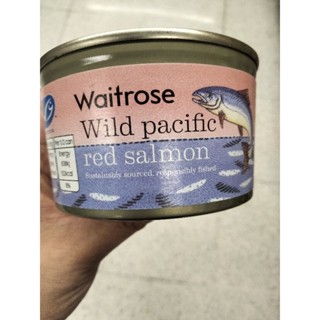 Waitrose
Wild pacific
red salmon
Sustainably sourced, responsibly fished